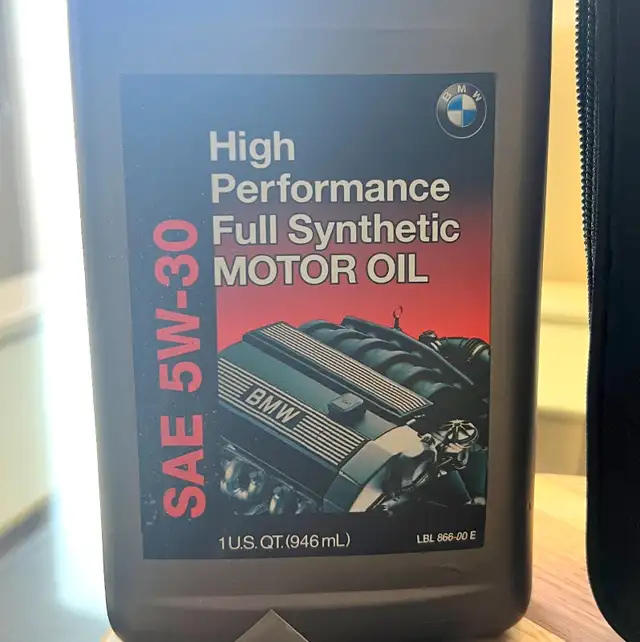 BMW
High
Performance
Full Synthetic
MOTOR OIL
SAE 5W-30
BMW
1 U.S. QT. (946 mL)
LBL 866-00 E